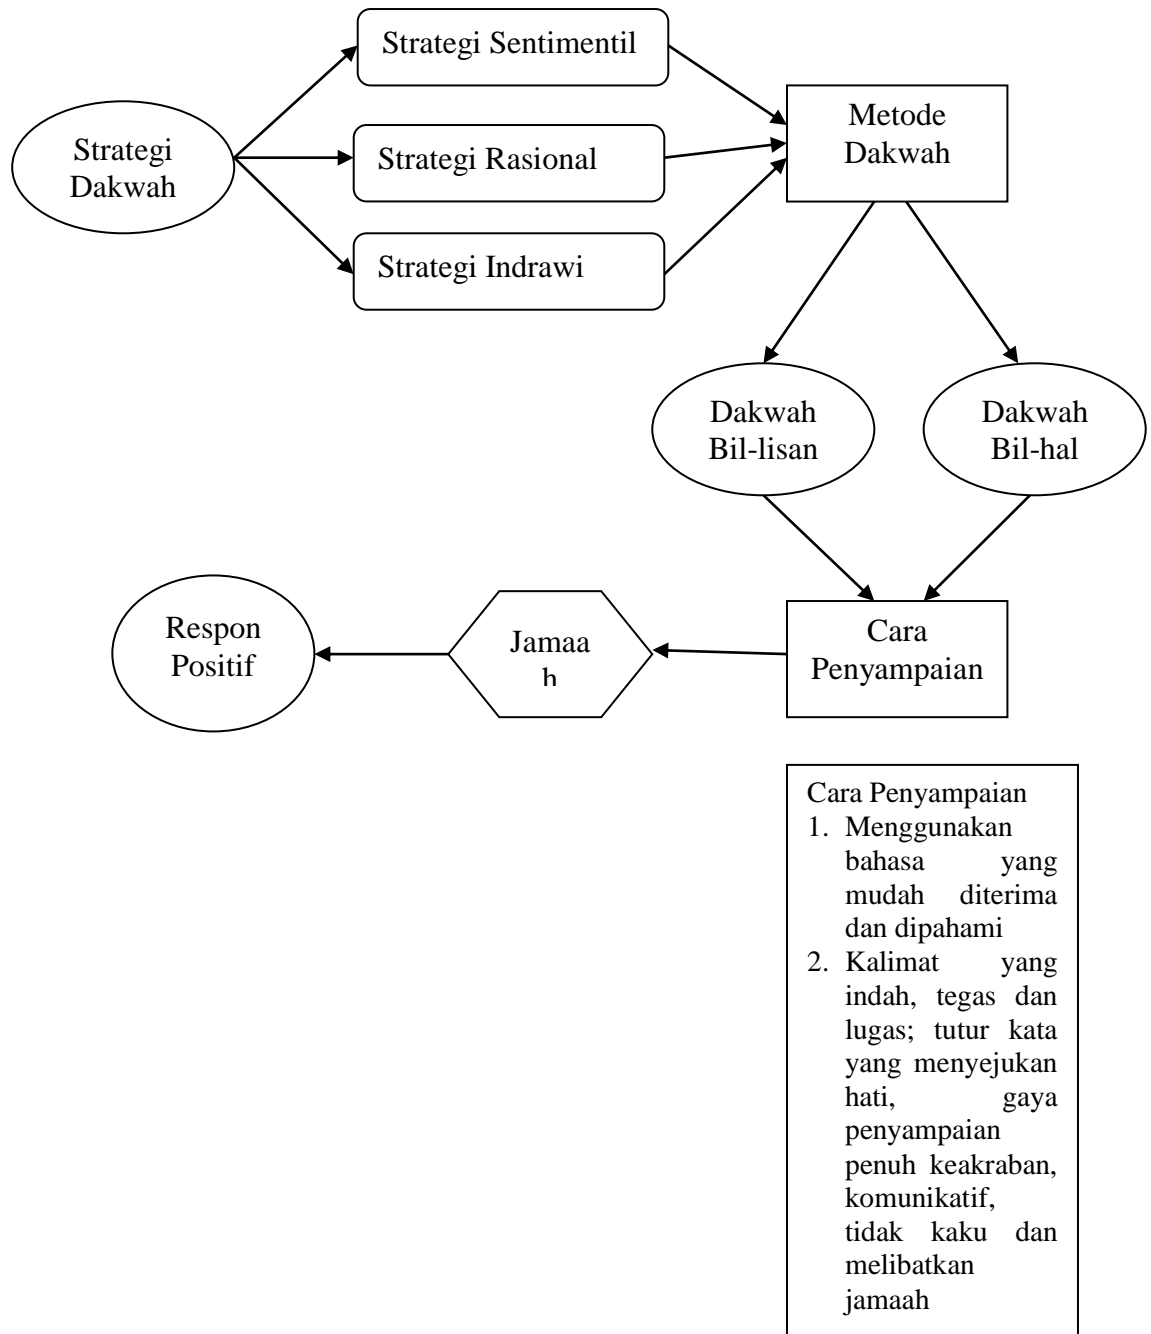 Strategi Sentimentil
Strategi
Dakwah
Strategi Rasional
Strategi Indrawi
Metode
Dakwah
Dakwah
Bil-lisan
Dakwah
Bil-hal
Respon
Positif
Jamaa
h
Cara
Penyampaian
Cara Penyampaian
1. Menggunakan
bahasa yang
mudah diterima
dan dipahami
2. Kalimat yang
indah, tegas dan
lugas; tutur kata
yang menyejukan
hati, gaya
penyampaian
penuh keakraban,
komunikatif,
tidak kaku dan
melibatkan
jamaah